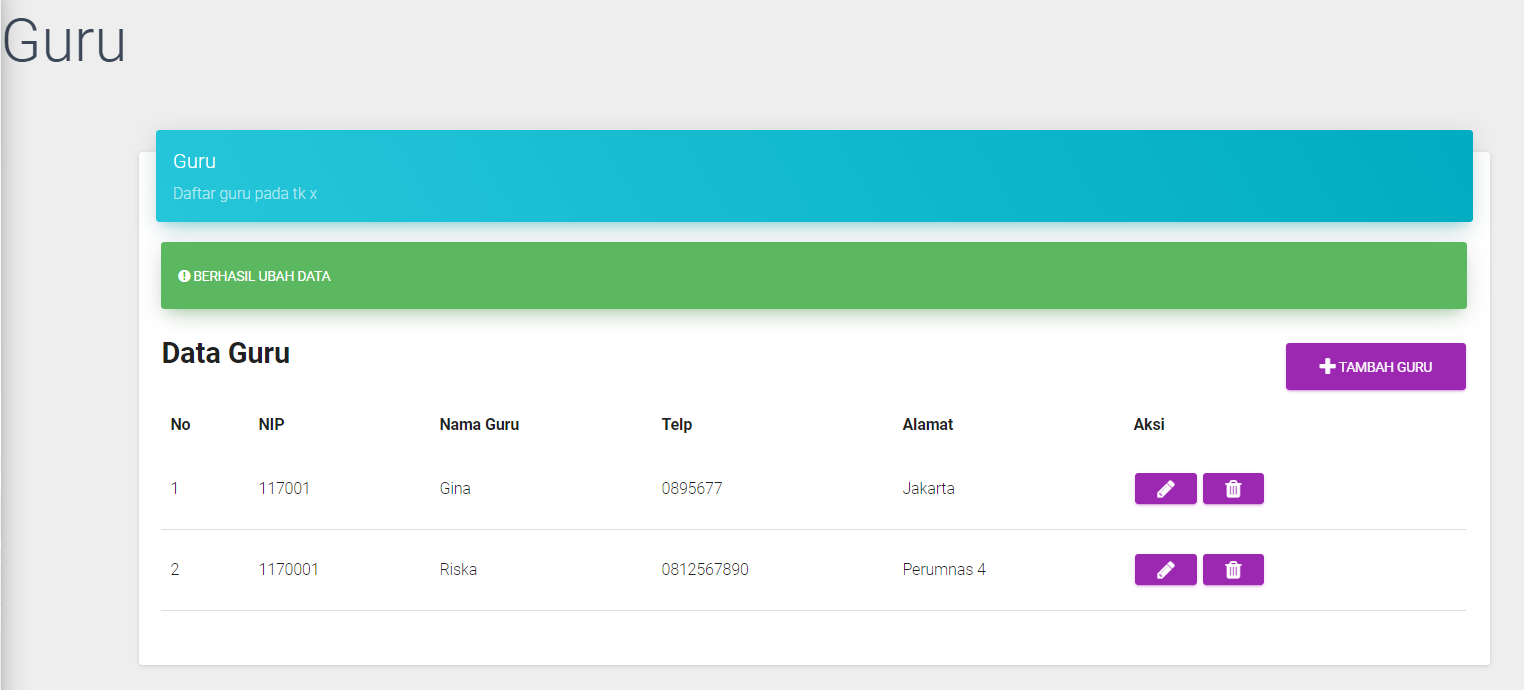 Guru
Guru
Daftar guru pada tk x
BERHASIL UBAH DATA
Data Guru
TAMBAH GURU
No NIP Nama Guru Telp Alamat Aksi
1 117001 Gina 0895677 Jakarta
2 1170001 Riska 0812567890 Perumnas 4